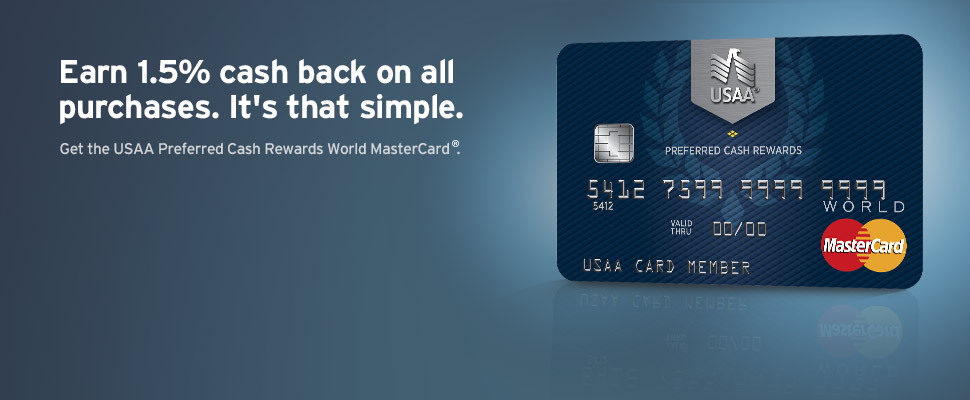 Earn 1.5% cash back on all
purchases. It's that simple.
Get the USAA Preferred Cash Rewards World MasterCard®.
USAA®
PREFERRED CASH REWARDS
5412 7599 9999 9999
5412
WORLD
VALID
THRU 00/00
MasterCard
USAA CARD MEMBER